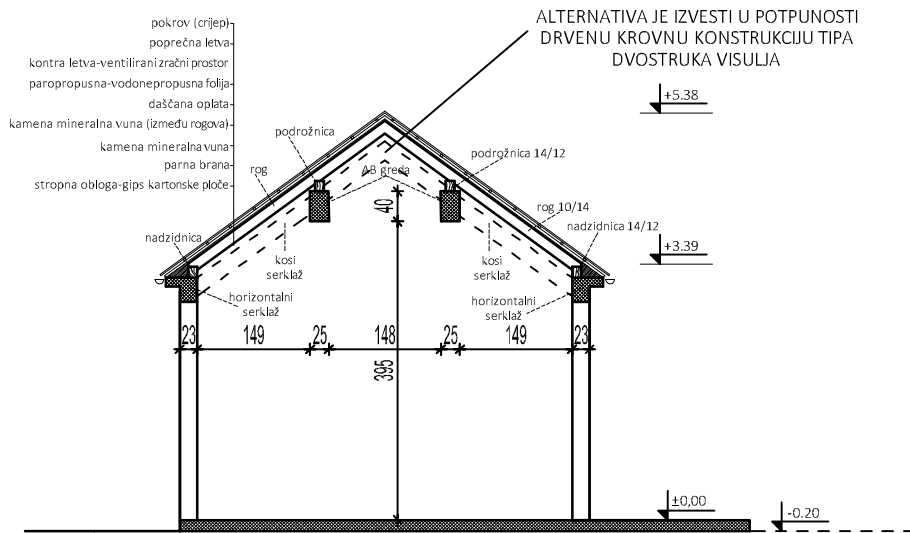 ALTERNATIVA JE IZVESTI U POTPUNOSTI
DRVENU KROVNU KONSTRUKCIJU TIPA
DVOSTRUKA VISULJA
pokrov (crijep)
poprečna letva
kontra letva-ventilirani zračni prostor
paropropusna-vodonepropusna folija
daščana oplata
kamena mineralna vuna (između rogova)
kamena mineralna vuna
parna brana
stropna obloga-gips kartonske ploče
+5.38
podrožnica
podrožnica 14/12
rog
AB greda
40
rog 10/14
nadzidnica
nadzidnica 14/12
+3.39
kosi
serklaž
kosi
serklaž
horizontalni
serklaž
horizontalni
serklaž
23
149
25
148
25
149
23
395
±0,00
-0.20